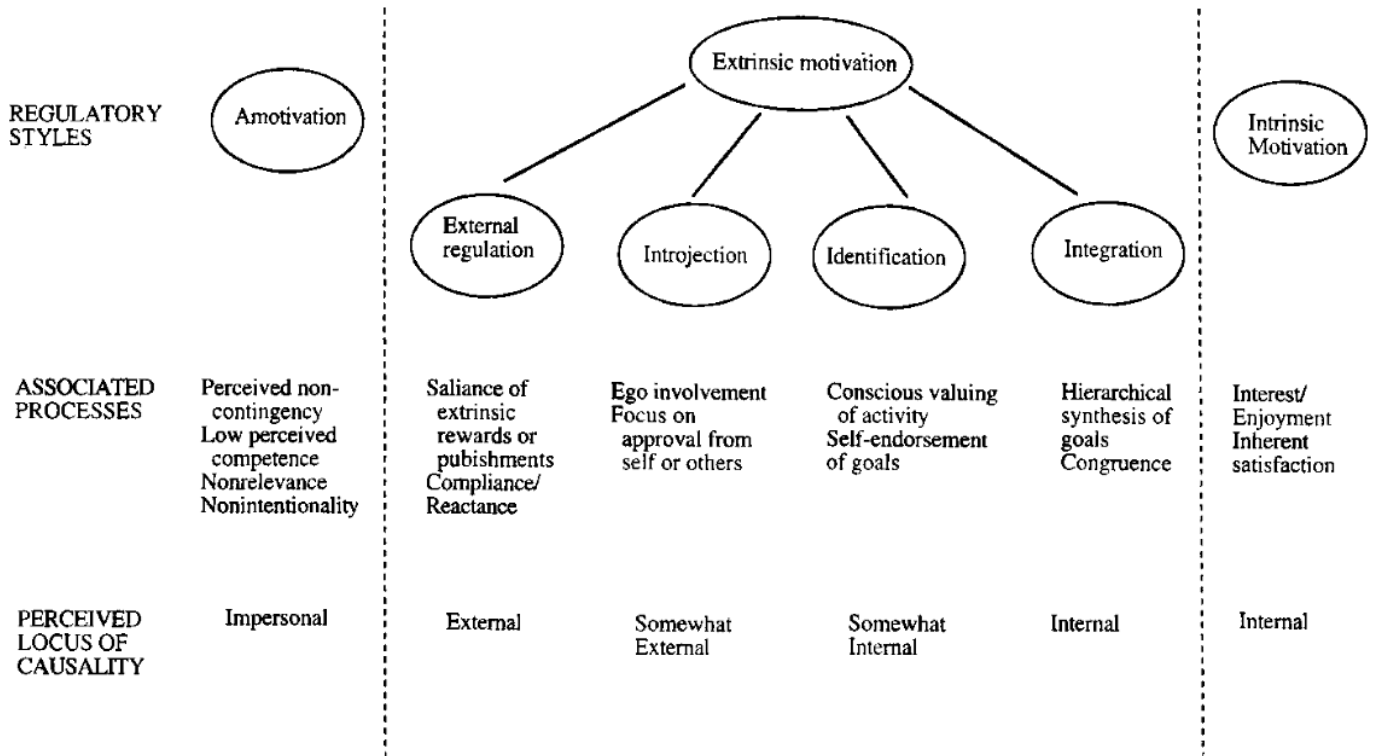 Extrinsic motivation
REGULATORY
STYLES
Amotivation
Intrinsic
Motivation
External
regulation
Introjection
Identification
Integration
ASSOCIATED
PROCESSES
Perceived non-
contingency
Low perceived
competence
Nonrelevance
Nonintentionality
Saliance of
extrinsic
rewards or
pubishments
Compliance/
Reactance
Ego involvement
Focus on
approval from
self or others
Conscious valuing
of activity
Self-endorsement
of goals
Hierarchical
synthesis of
goals
Congruence
Interest/
Enjoyment
Inherent
satisfaction
PERCEIVED
LOCUS OF
CAUSALITY
Impersonal
External
Somewhat
External
Somewhat
Internal
Internal
Internal